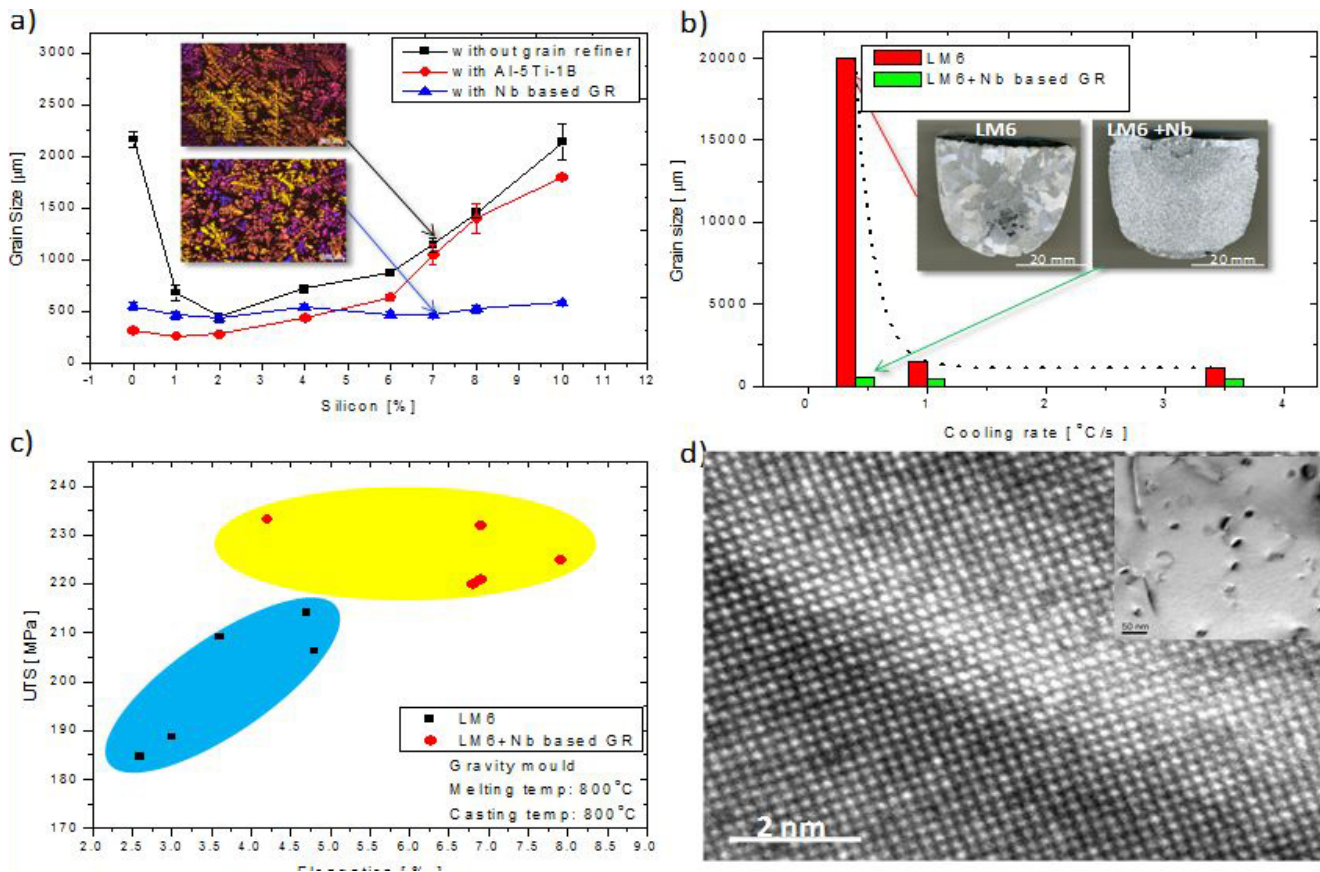 a)
3000
2500
2000
1500
1000
500
0
Grain Size [µm]
without grain refiner
with Al-5Ti-1B
with Nb based GR
-1 0 1 2 3 4 5 6 7 8 9 10 11 12
Silicon [%]
b)
20000
15000
10000
5000
0
Grain size [µm]
LM6
LM6+Nb based GR
LM6
20 mm
LM6 +Nb
20 mm
0 1 2 3 4
Cooling rate [°C/s]
c)
240
230
220
210
200
190
180
170
UTS [MPa]
LM6
LM6+Nb based GR
Gravity mould
Melting temp: 800°C
Casting temp: 800°C
2.0 2.5 3.0 3.5 4.0 4.5 5.0 5.5 6.0 6.5 7.0 7.5 8.0 8.5 9.0
Elongation [%]
d)
50 nm
2 nm